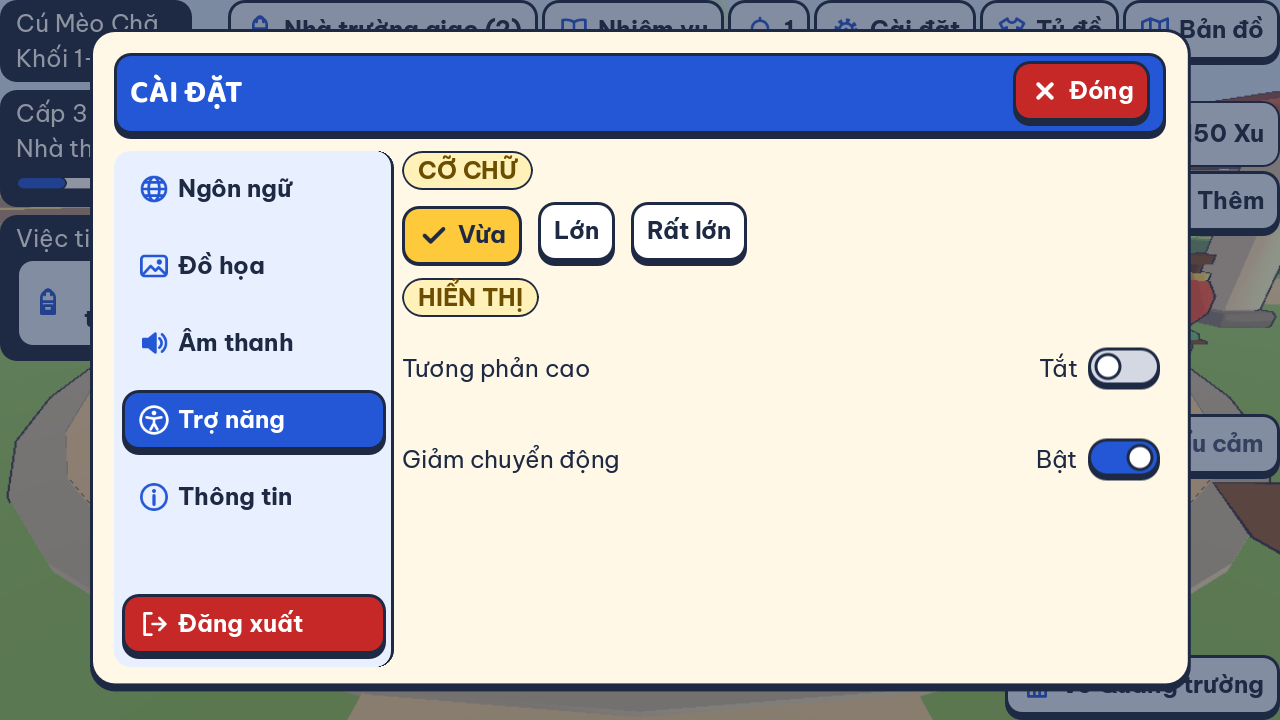 Cú Mèo Chă
Khối 1-
Nhà trường giao (2)
Nhiệm vụ
1
Cài đặt
Tủ đồ
Bản đồ
Cấp 3
Nhà th
50 Xu
Thêm
Việc ti
CÀI ĐẶT
Đóng
Ngôn ngữ
Đồ họa
Âm thanh
Trợ năng
Thông tin
Đăng xuất
CỠ CHỮ
Vừa
Lớn
Rất lớn
HIỂN THỊ
Tương phản cao
Tắt
Giảm chuyển động
Bật
cảm
Về Quảng trường